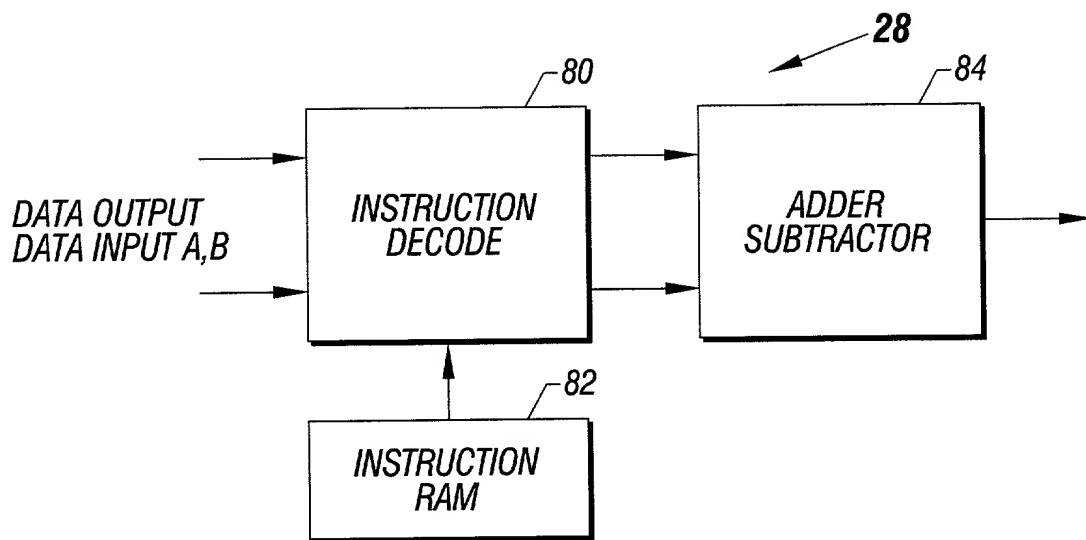 28
80
84
DATA OUTPUT
DATA INPUT A,B
INSTRUCTION
DECODE
ADDER
SUBTRACTOR
82
INSTRUCTION
RAM